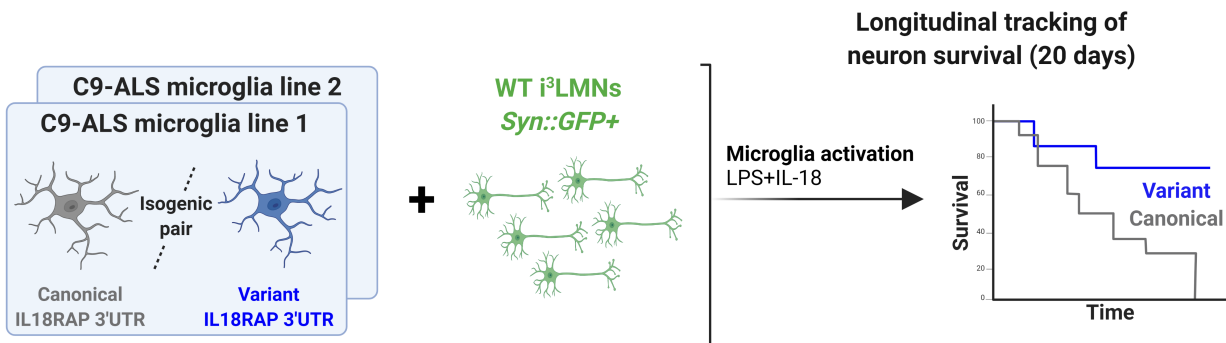 C9-ALS microglia line 2
C9-ALS microglia line 1
Isogenic
pair
Canonical
IL18RAP 3'UTR
Variant
IL18RAP 3'UTR
+
WT i³LMNs
Syn::GFP+
Microglia activation
LPS+IL-18
Longitudinal tracking of
neuron survival (20 days)
Survival
100
80
60
40
20
0
Variant
Canonical
Time